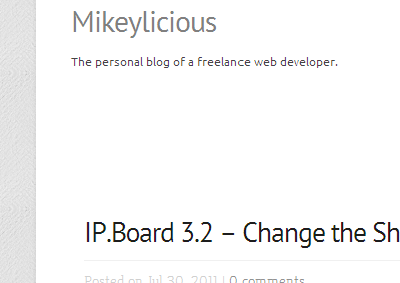 Mikeylicious
The personal blog of a freelance web developer.
IP.Board 3.2 – Change the Sh
Posted on Jul 30, 2011 | 0 comments